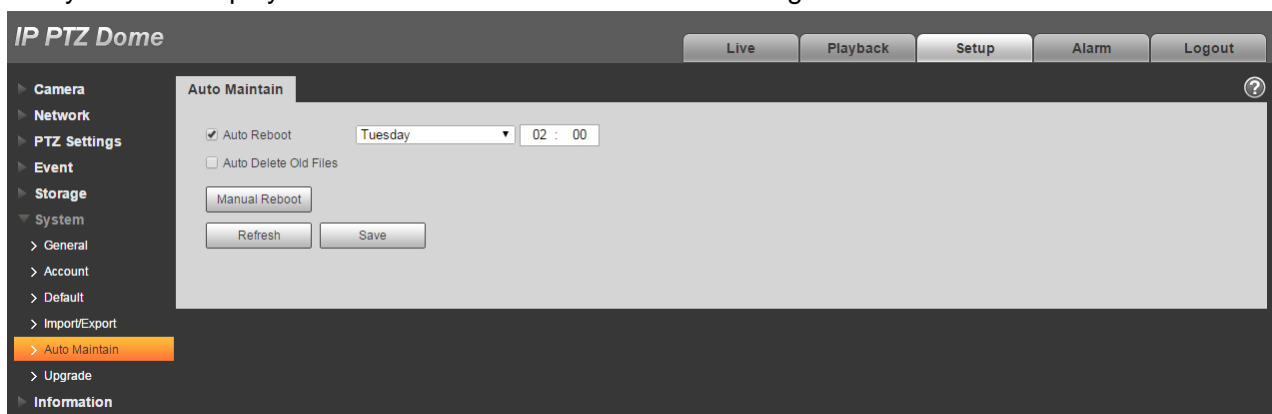 IP PTZ Dome
Live Playback Setup Alarm Logout
Camera
Network
PTZ Settings
Event
Storage
System
> General
> Account
> Default
> Import/Export
> Auto Maintain
> Upgrade
Information
Auto Maintain
?
Auto Reboot Tuesday 02 : 00
Auto Delete Old Files
Manual Reboot
Refresh Save